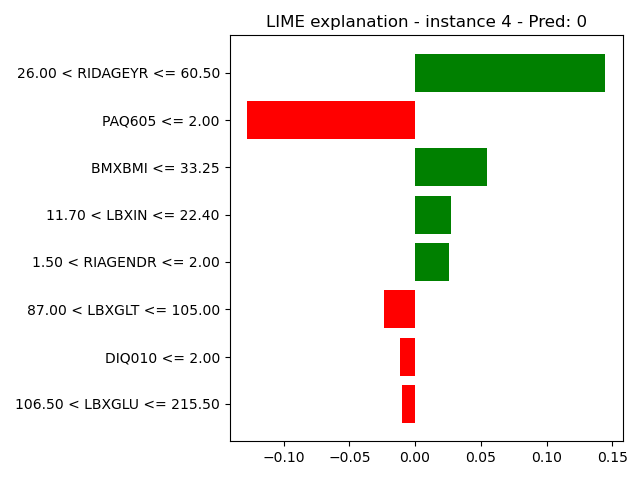 LIME explanation - instance 4 - Pred: 0
26.00 < RIDAGEYR <= 60.50
PAQ605 <= 2.00
BMXBMI <= 33.25
11.70 < LBXIN <= 22.40
1.50 < RIAGENDR <= 2.00
87.00 < LBXGLT <= 105.00
DIQ010 <= 2.00
106.50 < LBXGLU <= 215.50
−0.10 −0.05 0.00 0.05 0.10 0.15